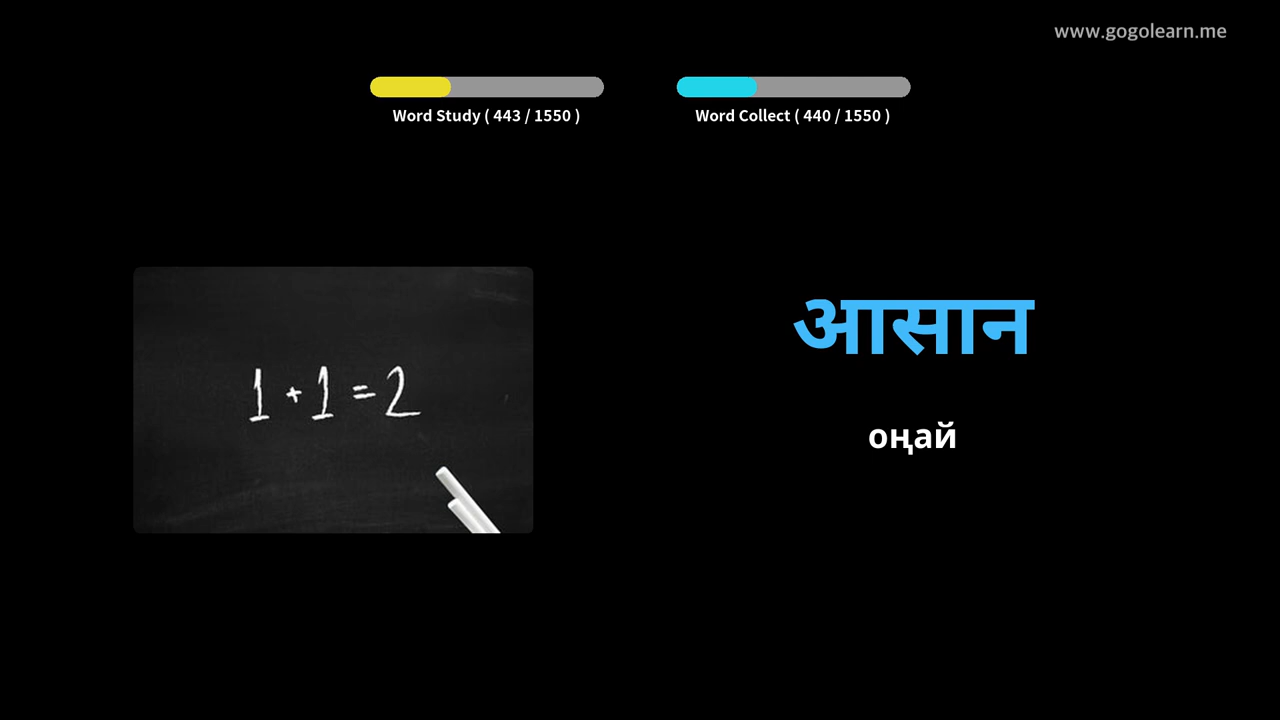 www.gogolearn.me
Word Study ( 443 / 1550 )
Word Collect ( 440 / 1550 )
1 + 1 = 2
आसान
оңай